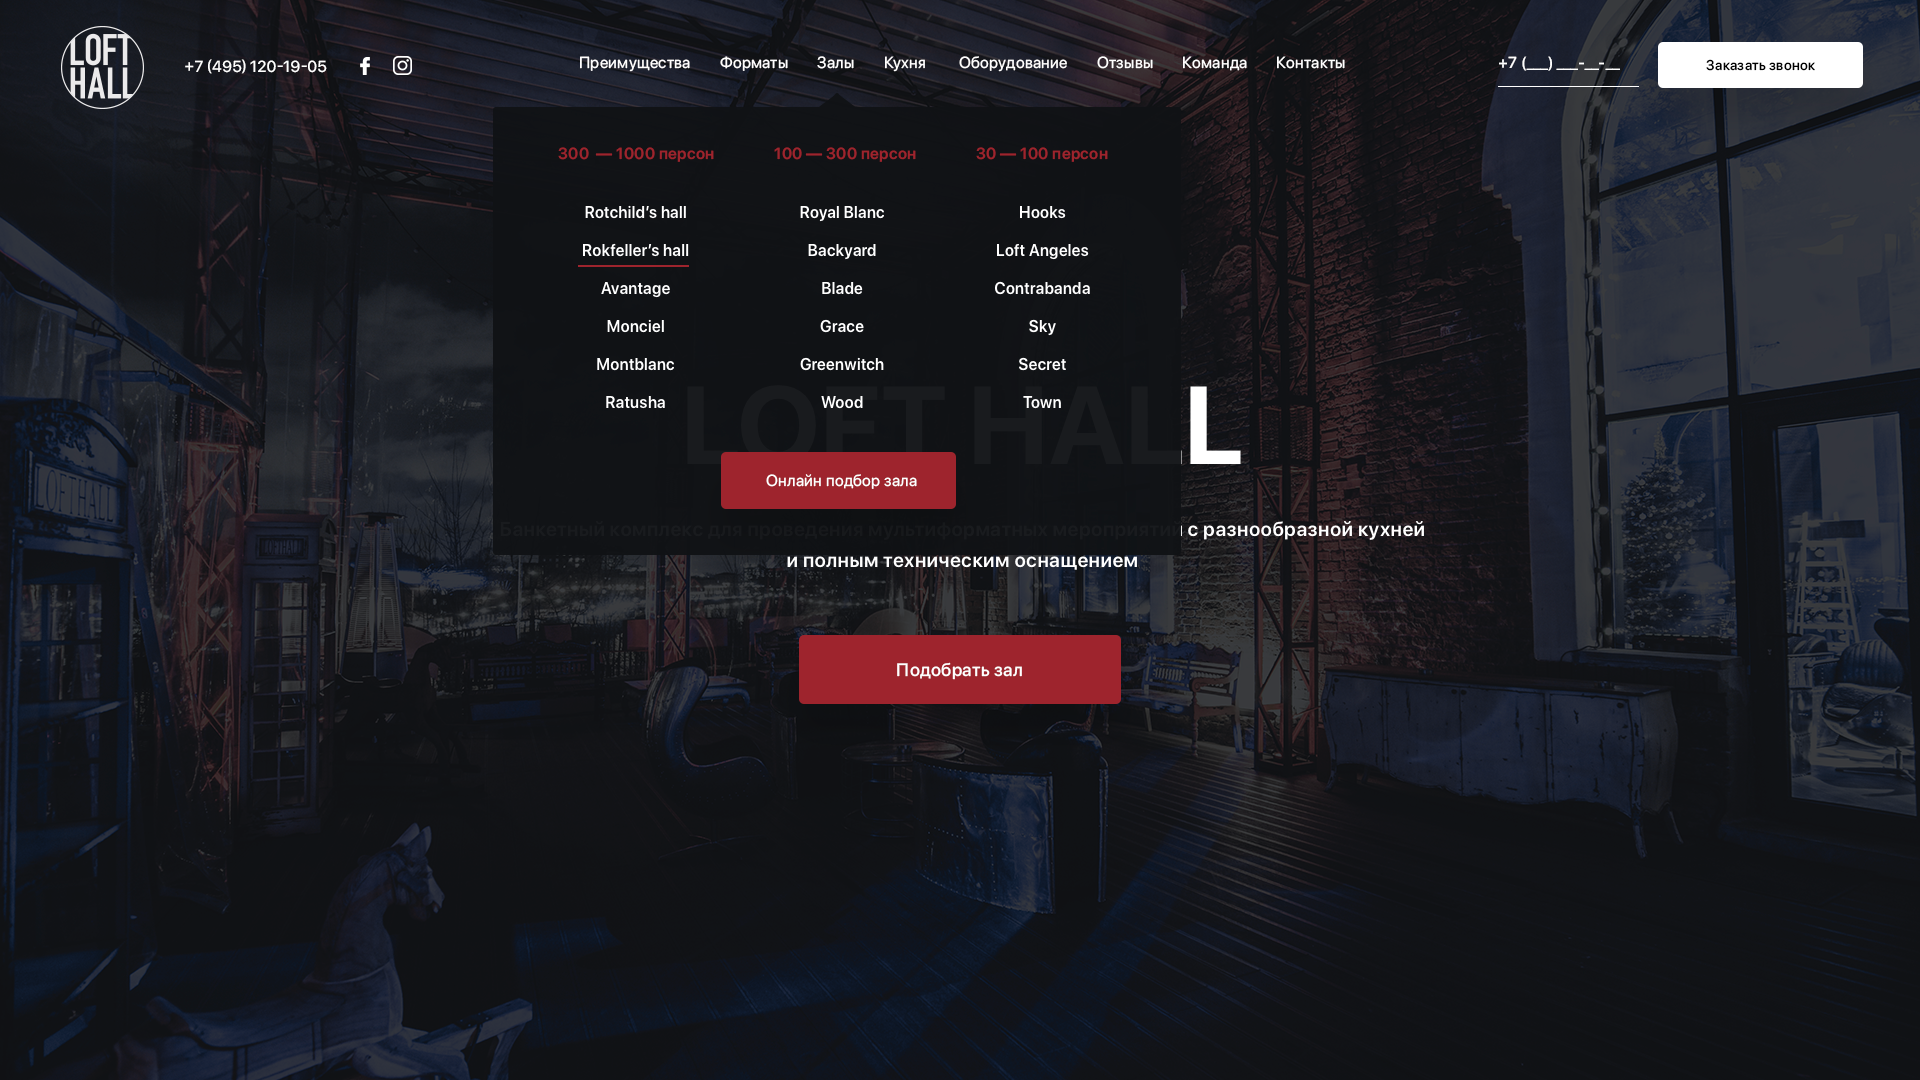 LOFT
HALL
+7 (495) 120-19-05
Преимущества Форматы Залы Кухня Оборудование Отзывы Команда Контакты
+7 (___) ___-__-__
Заказать звонок
300 — 1000 персон
Rotchild’s hall
Rokfeller’s hall
Avantage
Monciel
Montblanc
Ratusha
100 — 300 персон
Royal Blanc
Backyard
Blade
Grace
Greenwitch
Wood
30 — 100 персон
Hooks
Loft Angeles
Contrabanda
Sky
Secret
Town
Онлайн подбор зала
LOFT HALL
Банкетный комплекс для проведения мультиформатных мероприятий с разнообразной кухней
и полным техническим оснащением
Подобрать зал
LOFTHALL